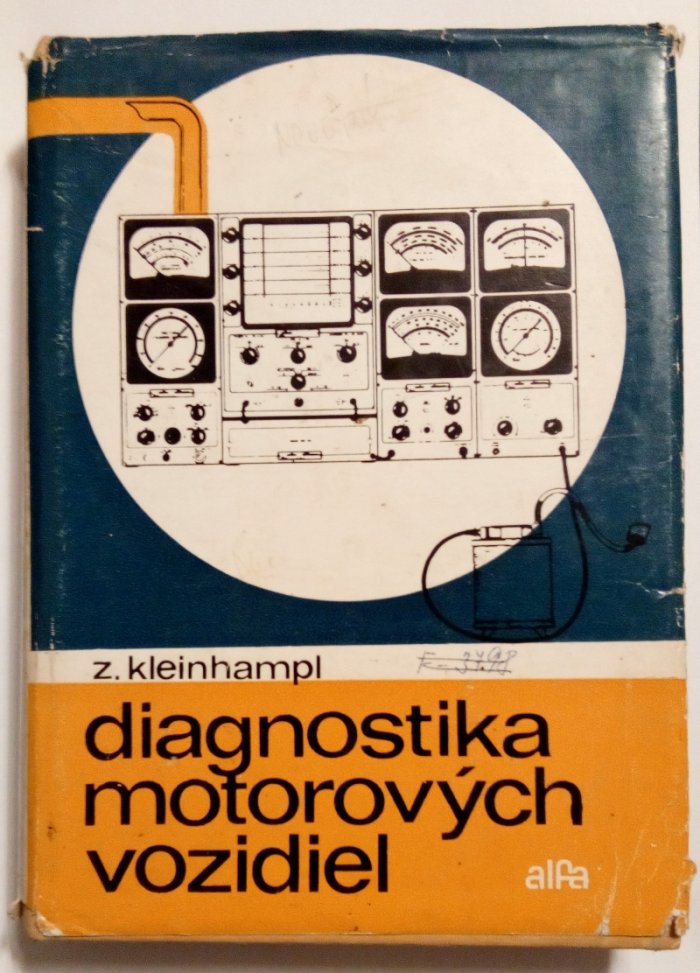 z. kleinhampl
diagnostika
motorových
vozidiel
alfa